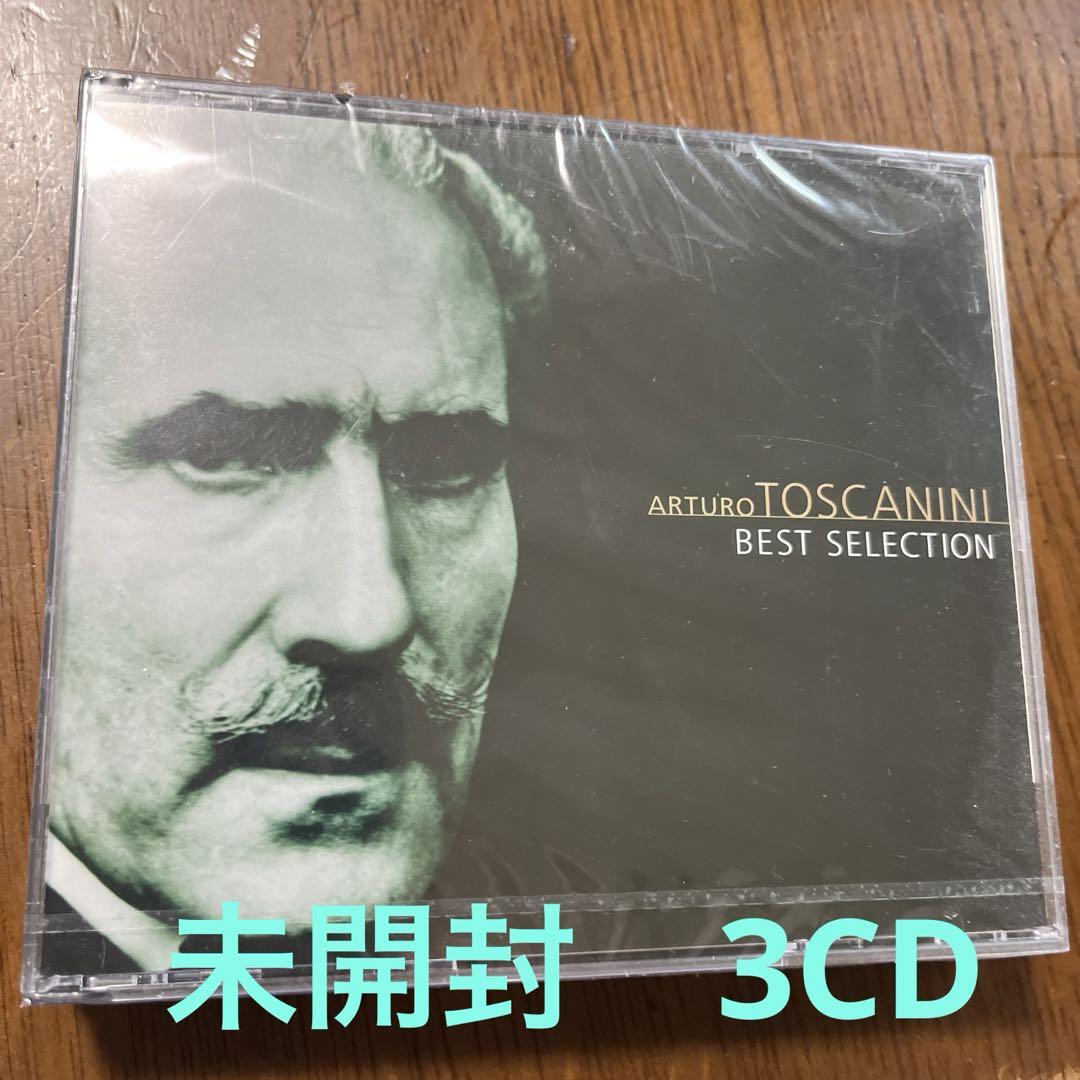 ARTURO TOSCANINI
BEST SELECTION
未開封 3CD